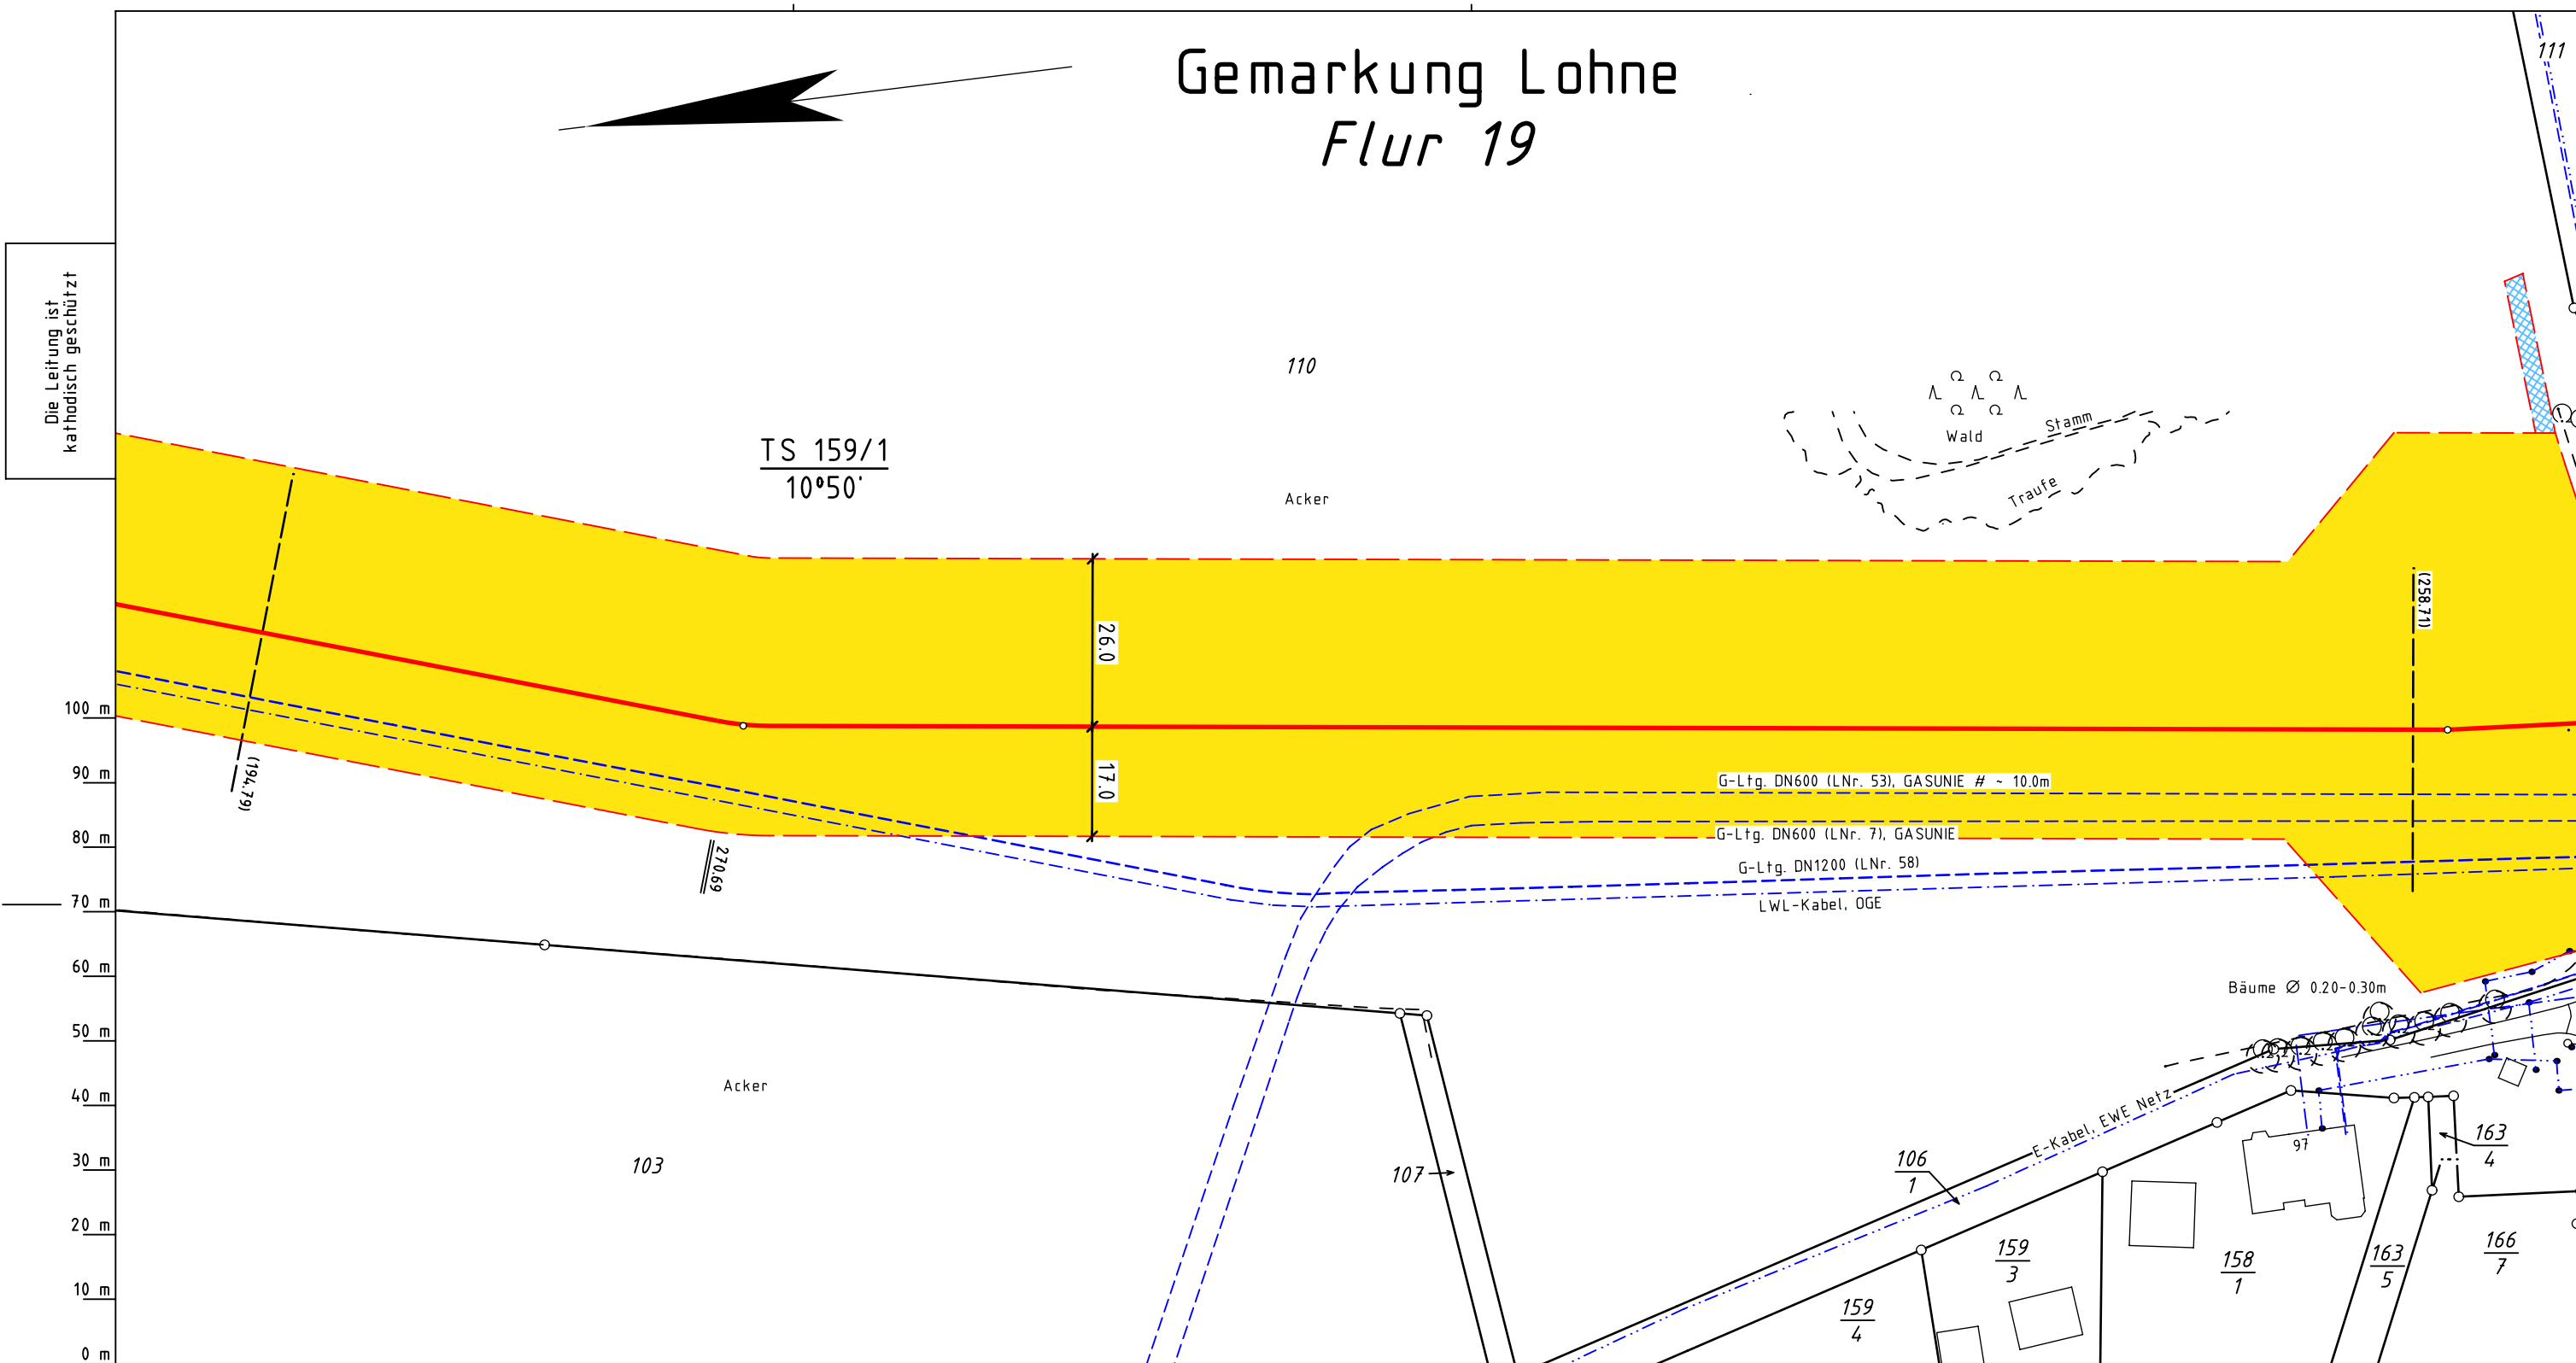 Gemarkung Lohne
Flur 19
111
Die Leitung ist
kathodisch geschützt
110
Wald
Stamm
Traufe
TS 159/1
10°50'
Acker
(258.71)
26.0
17.0
(194.79)
270.69
G-Ltg. DN600 (LNr. 53), GASUNIE # ~ 10.0m
G-Ltg. DN600 (LNr. 7), GASUNIE
G-Ltg. DN1200 (LNr. 58)
LWL-Kabel, OGE
100 m
90 m
80 m
70 m
60 m
50 m
40 m
30 m
20 m
10 m
0 m
Bäume Ø 0.20-0.30m
Acker
103
107
E-Kabel, EWE Netz
106
1
97
163
4
159
3
159
4
158
1
163
5
166
7